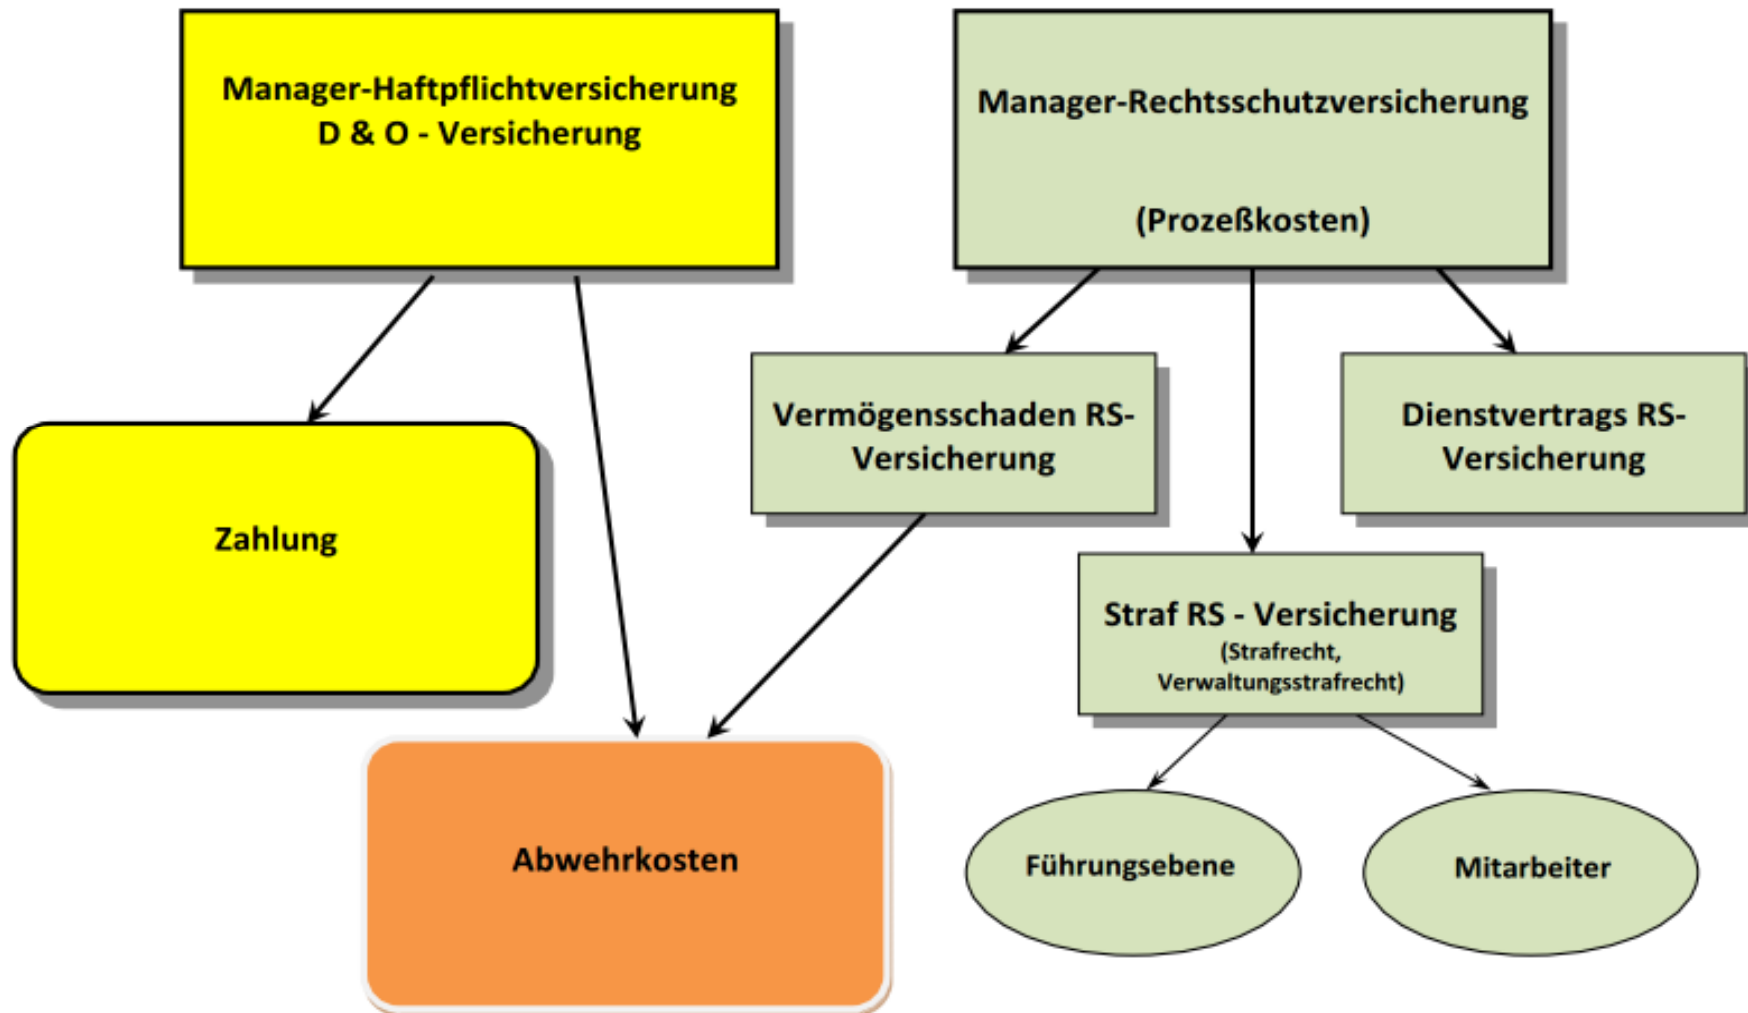 Manager-Haftpflichtversicherung
D & O - Versicherung
Manager-Rechtsschutzversicherung
(Prozeßkosten)
Vermögensschaden RS-
Versicherung
Dienstvertrags RS-
Versicherung
Zahlung
Straf RS - Versicherung
(Strafrecht,
Verwaltungsstrafrecht)
Abwehrkosten
Führungsebene
Mitarbeiter